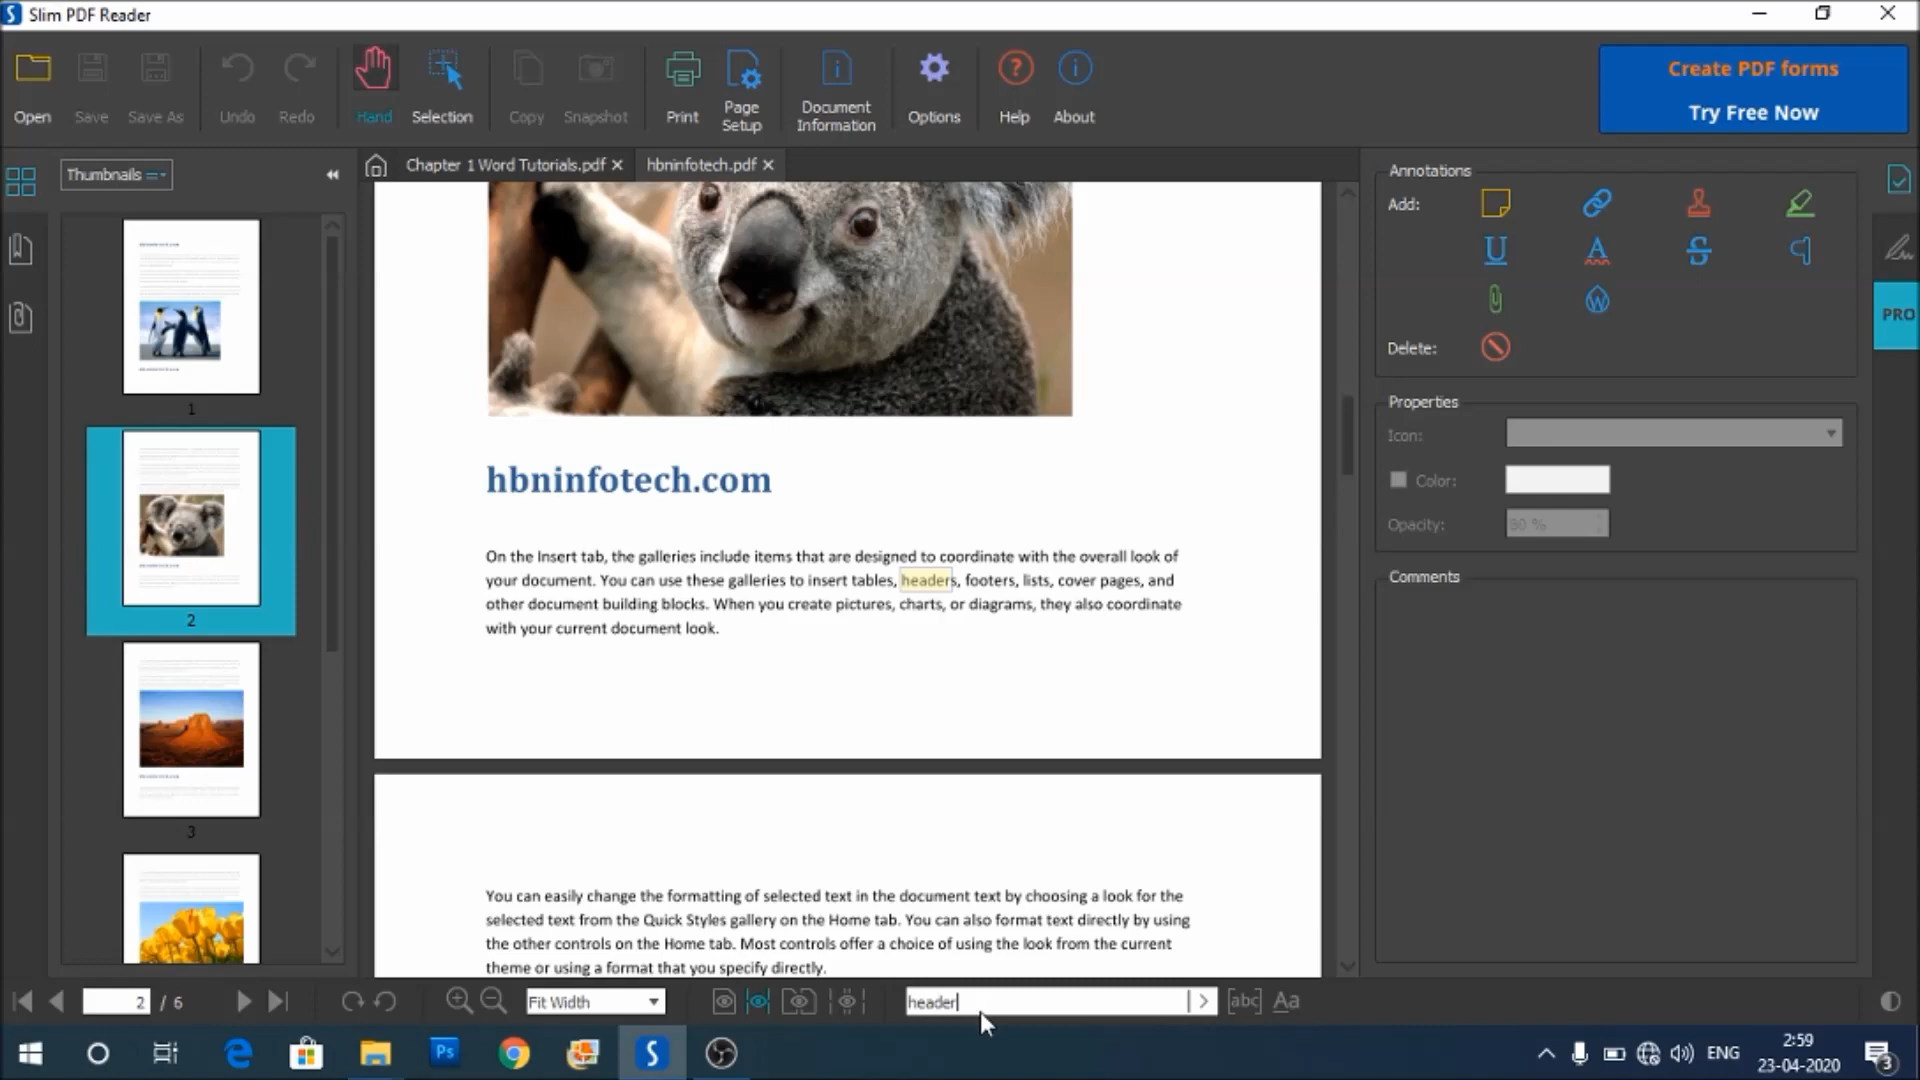 Slim PDF Reader
Open
Save
Save As
Undo
Redo
Hand
Selection
Copy
Snapshot
Print
Page
Setup
Document
Information
Options
Help
About
Create PDF forms
Try Free Now
Thumbnails
Chapter 1 Word Tutorials.pdf
hbninfotech.pdf
1
2
3
hbninfotech.com
On the Insert tab, the galleries include items that are designed to coordinate with the overall look of
your document. You can use these galleries to insert tables, headers, footers, lists, cover pages, and
other document building blocks. When you create pictures, charts, or diagrams, they also coordinate
with your current document look.
You can easily change the formatting of selected text in the document text by choosing a look for the
selected text from the Quick Styles gallery on the Home tab. You can also format text directly by using
the other controls on the Home tab. Most controls offer a choice of using the look from the current
theme or using a format that you specify directly.
Annotations
Add:
Delete:
PRO
Properties
Icon:
Color:
Opacity:
80 %
Comments
2 / 6
Fit Width
header
[abc]
Aa
Ps
ENG
2:59
23-04-2020
3